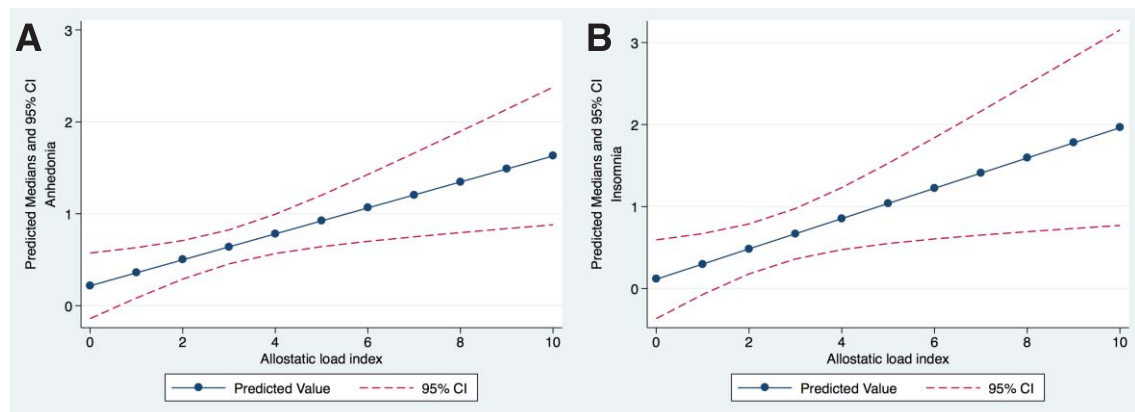 A
Predicted Medians and 95% CI
Anhedonia
3
2
1
0
0 2 4 6 8 10
Allostatic load index
Predicted Value 95% CI
B
Predicted Medians and 95% CI
Insomnia
3
2
1
0
0 2 4 6 8 10
Allostatic load index
Predicted Value 95% CI